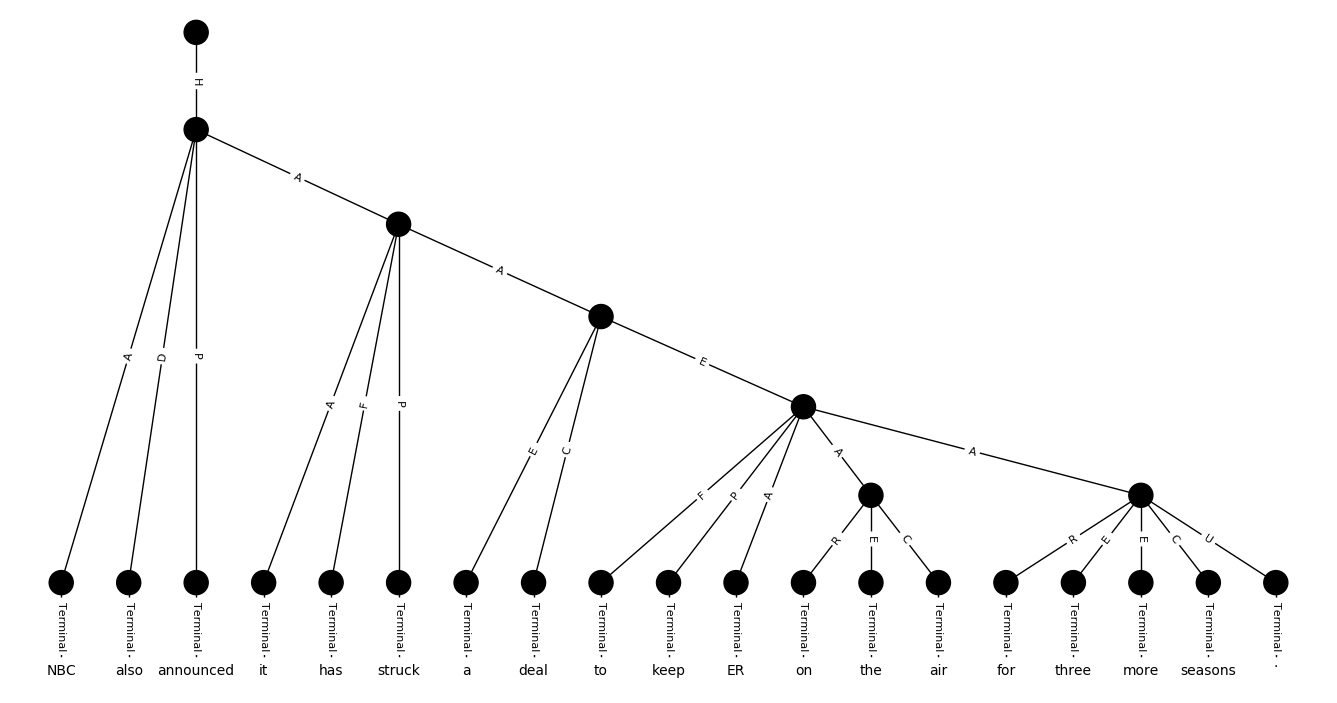 H
A
A
E
A D P A F P E C F P A A A
R E C R E E C U
Terminal Terminal Terminal Terminal Terminal Terminal Terminal Terminal Terminal Terminal Terminal Terminal Terminal Terminal Terminal Terminal Terminal Terminal Terminal
NBC also announced it has struck a deal to keep ER on the air for three more seasons .